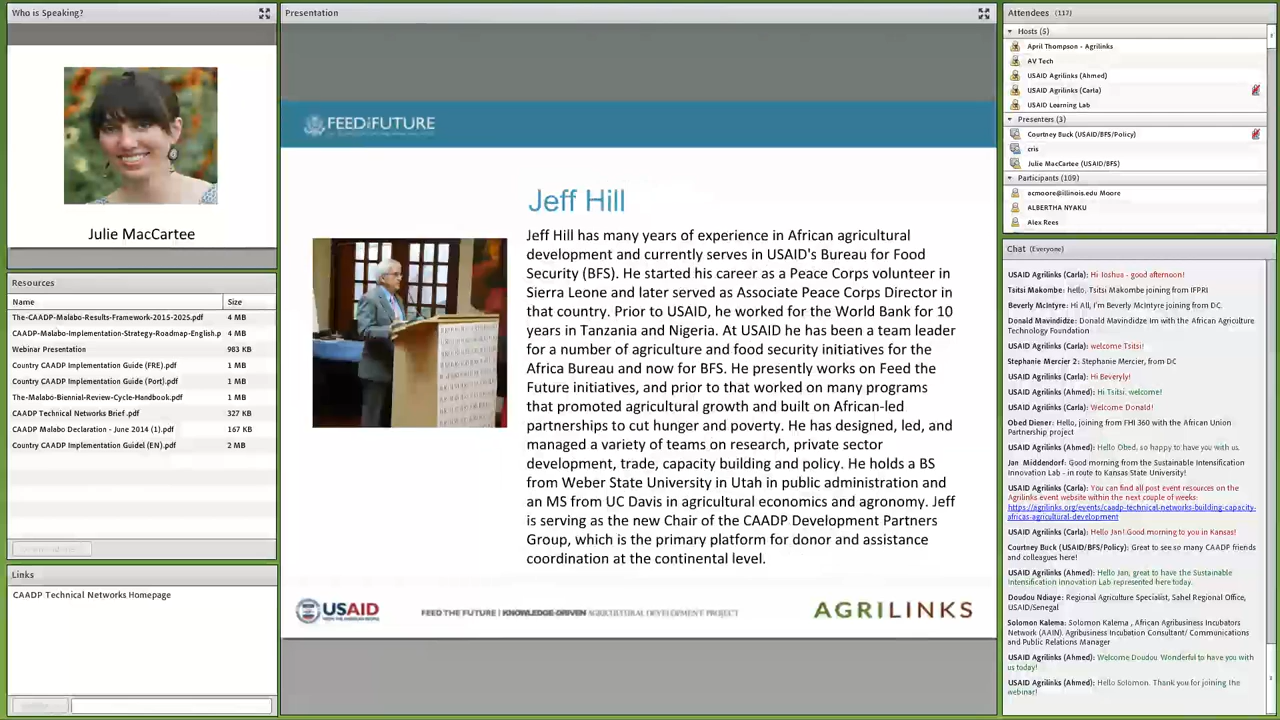 Who is Speaking?
Julie MacCartee
Resources
Name Size
The-CAADP-Malabo-Results-Framework-2015-2025.pdf 4 MB
CAADP-Malabo-Implementation-Strategy-Roadmap-English.p 4 MB
Webinar Presentation 983 KB
Country CAADP Implementation Guide (FRE).pdf 1 MB
Country CAADP Implementation Guide (Port).pdf 1 MB
The-Malabo-Biennial-Review-Cycle-Handbook.pdf 1 MB
CAADP Technical Networks Brief .pdf 327 KB
CAADP Malabo Declaration - June 2014 (1).pdf 167 KB
Country CAADP Implementation Guidel (EN).pdf 2 MB
Links
CAADP Technical Networks Homepage
Presentation
FEED THE FUTURE
Jeff Hill
Jeff Hill has many years of experience in African agricultural
development and currently serves in USAID's Bureau for Food
Security (BFS). He started his career as a Peace Corps volunteer in
Sierra Leone and later served as Associate Peace Corps Director in
that country. Prior to USAID, he worked for the World Bank for 10
years in Tanzania and Nigeria. At USAID he has been a team leader
for a number of agriculture and food security initiatives for the
Africa Bureau and now for BFS. He presently works on Feed the
Future initiatives, and prior to that worked on many programs
that promoted agricultural growth and built on African-led
partnerships to cut hunger and poverty. He has designed, led, and
managed a variety of teams on research, private sector
development, trade, capacity building and policy. He holds a BS
from Weber State University in Utah in public administration and
an MS from UC Davis in agricultural economics and agronomy. Jeff
is serving as the new Chair of the CAADP Development Partners
Group, which is the primary platform for donor and assistance
coordination at the continental level.
USAID
FROM THE AMERICAN PEOPLE
FEED THE FUTURE | KNOWLEDGE-DRIVEN AGRICULTURAL DEVELOPMENT PROJECT
AGRILINKS
Attendees (117)
Hosts (5)
April Thompson - Agrilinks
AV Tech
USAID Agrilinks (Ahmed)
USAID Agrilinks (Carla)
USAID Learning Lab
Presenters (3)
Courtney Buck (USAID/BFS/Policy)
cris
Julie MacCartee (USAID/BFS)
Participants (109)
acmoore@illinois.edu Moore
ALBERTHA NYAKU
Alex Rees
Chat (Everyone)
USAID Agrilinks (Carla): Hi Joshua - good afternoon!
Tsitsi Makombe: hello, Tsitsi Makombe joining from IFPRI
Beverly McIntyre: Hi All, I'm Beverly McIntyre joining from DC.
Donald Mavindidze: Donald Mavindidze Im with the African Agriculture
Technology Foundation
USAID Agrilinks (Carla): welcome Tsitsi!
Stephanie Mercier 2: Stephanie Mercier, from DC
USAID Agrilinks (Carla): Hi Beveryly!
USAID Agrilinks (Ahmed): Hi Tsitsi. welcome!
USAID Agrilinks (Carla): Welcome Donald!
Obed Diener: Hello, joining from FHI 360 with the African Union
Partnership project
USAID Agrilinks (Ahmed): Hello Obed, so happy to have you with us.
Jan Middendorf: Good morning from the Sustainable Intensification
Innovation Lab - in route to Kansas State University!
USAID Agrilinks (Carla): You can find all post event resources on the
Agrilinks event website within the next couple of weeks:
https://agrilinks.org/events/caadp-technical-networks-building-capacity-
africas-agricultural-development
USAID Agrilinks (Carla): Hello Jan! Good morning to you in Kansas!
Courtney Buck (USAID/BFS/Policy): Great to see so many CAADP friends
and colleagues here!
USAID Agrilinks (Ahmed): Hello Jan, great to have the Sustainable
Intensification Innovation Lab represented here today.
Doudou Ndiaye: Regional Agriculture Specialist, Sahel Regional Office,
USAID/Senegal
Solomon Kalema: Solomon Kalema , African Agribusiness Incubators
Network (AAIN). Agribusiness Incubation Consultant/ Communications
and Public Relations Manager
USAID Agrilinks (Ahmed): Welcome Doudou. Wonderful to have you with
us today!
USAID Agrilinks (Ahmed): Hello Solomon. Thank you for joining the
webinar!